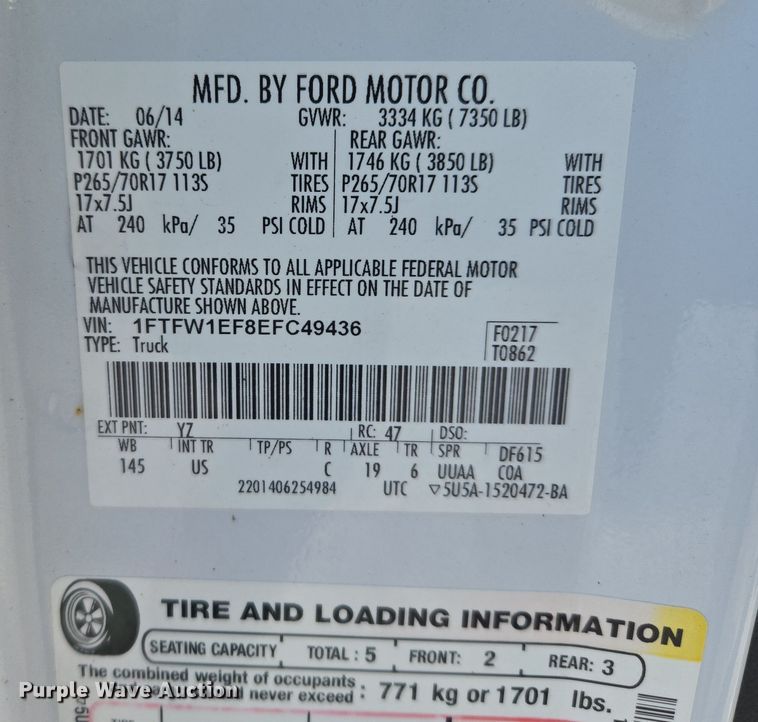 MFD. BY FORD MOTOR CO.
DATE: 06/14 GVWR: 3334 KG ( 7350 LB)
FRONT GAWR: REAR GAWR:
1701 KG ( 3750 LB) WITH 1746 KG ( 3850 LB) WITH
P265/70R17 113S TIRES P265/70R17 113S TIRES
17x7.5J RIMS 17x7.5J RIMS
AT 240 kPa/ 35 PSI COLD AT 240 kPa/ 35 PSI COLD
THIS VEHICLE CONFORMS TO ALL APPLICABLE FEDERAL MOTOR
VEHICLE SAFETY STANDARDS IN EFFECT ON THE DATE OF
MANUFACTURE SHOWN ABOVE.
VIN: 1FTFW1EF8EFC49436 F0217
TYPE: Truck T0862
EXT PNT: YZ RC: 47 DSO:
WB INT TR TP/PS R AXLE TR SPR DF615
145 US C 19 6 UUAA COA
2201406254984 UTC ▽5U5A-1520472-BA
TIRE AND LOADING INFORMATION
SEATING CAPACITY TOTAL : 5 FRONT: 2 REAR: 3
The combined weight of occupants
never exceed : 771 kg or 1701 lbs.
Purple Wave Auction